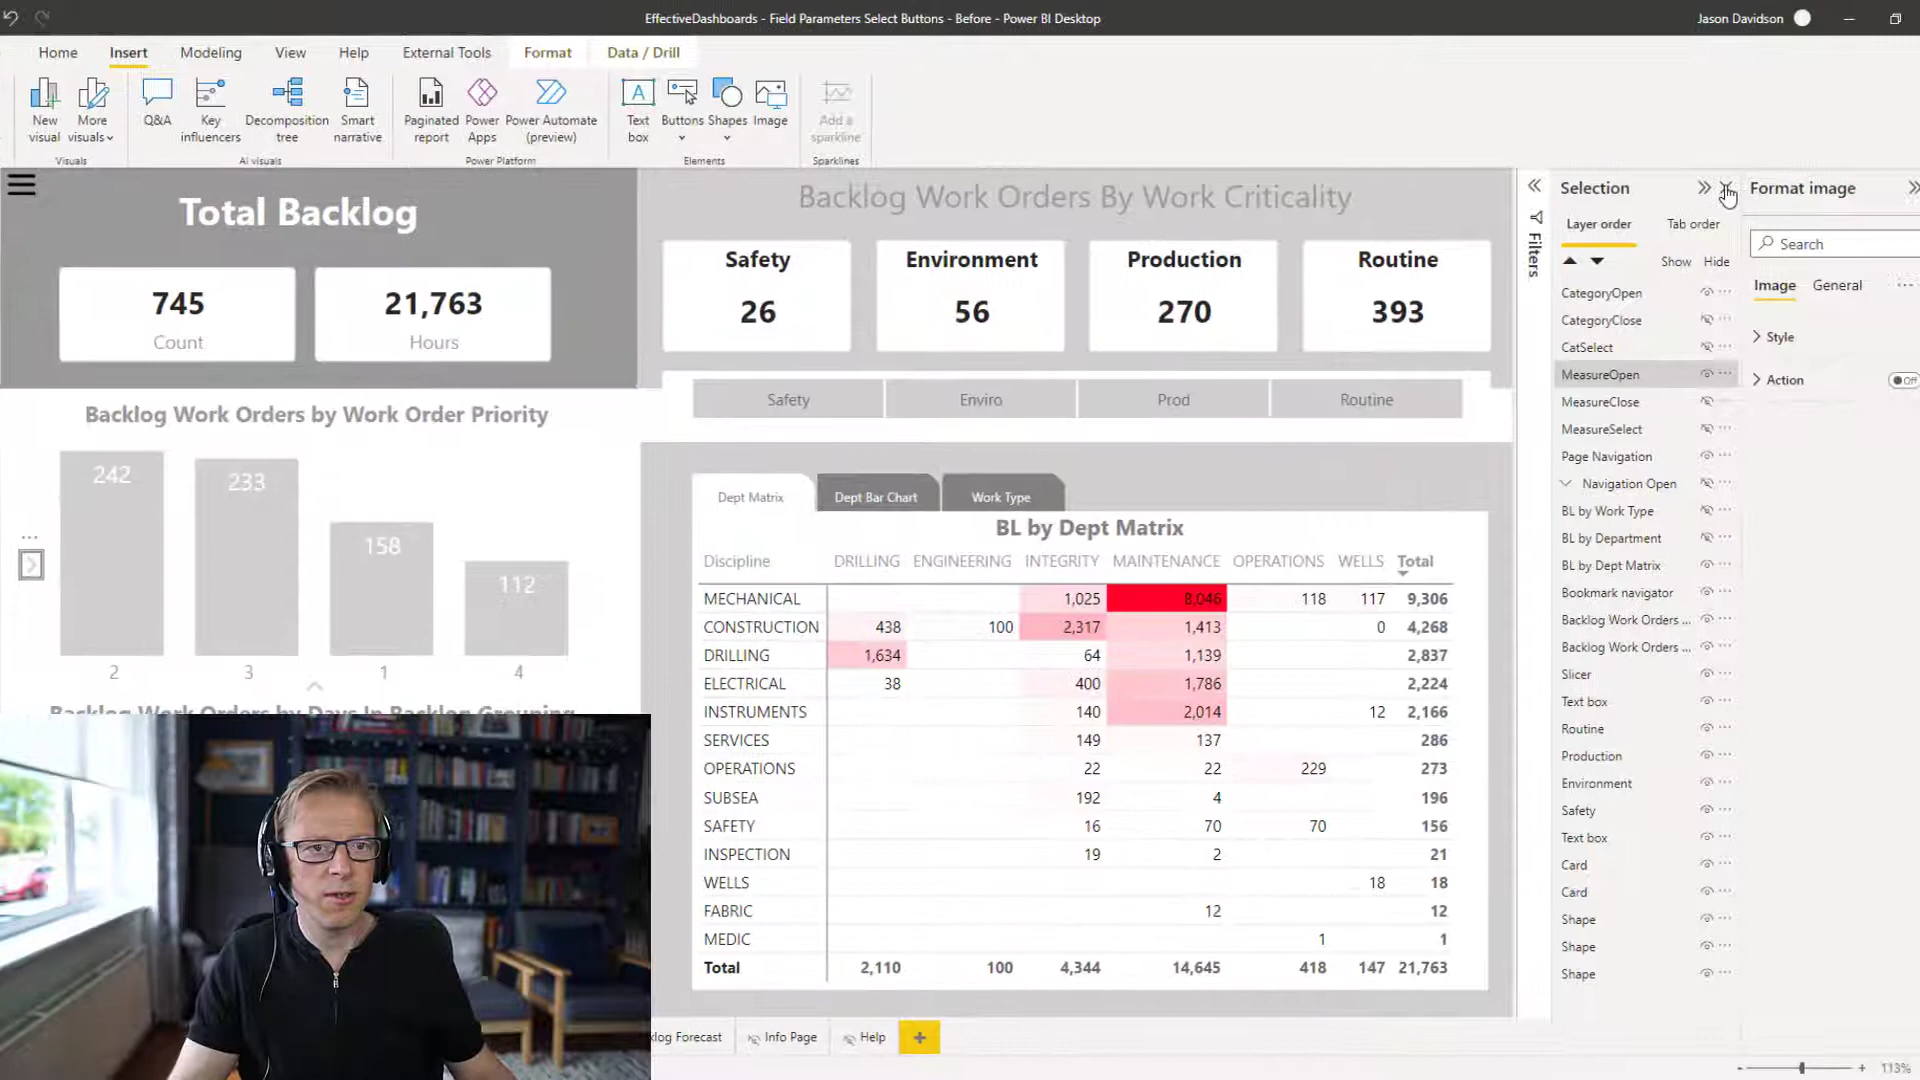 EffectiveDashboards - Field Parameters Select Buttons - Before - Power BI Desktop
Jason Davidson
Home
Insert
Modeling
View
Help
External Tools
Format
Data / Drill
New visual
More visuals
Q&A
Key influencers
Decomposition tree
Smart narrative
Paginated report
Power Apps
Power Automate (preview)
Text box
Buttons
Shapes
Image
Add a sparkline
Visuals
AI visuals
Power Platform
Elements
Sparklines
Total Backlog
745
Count
21,763
Hours
Backlog Work Orders By Work Criticality
Safety
26
Environment
56
Production
270
Routine
393
Safety
Enviro
Prod
Routine
Backlog Work Orders by Work Order Priority
242
233
158
112
2
3
1
4
Backlog Work Orders by Days In Backlog Grouping
Dept Matrix
Dept Bar Chart
Work Type
BL by Dept Matrix
Discipline DRILLING ENGINEERING INTEGRITY MAINTENANCE OPERATIONS WELLS Total
MECHANICAL 1,025 8,046 118 117 9,306
CONSTRUCTION 438 100 2,317 1,413 0 4,268
DRILLING 1,634 64 1,139 2,837
ELECTRICAL 38 400 1,786 2,224
INSTRUMENTS 140 2,014 12 2,166
SERVICES 149 137 286
OPERATIONS 22 22 229 273
SUBSEA 192 4 196
SAFETY 16 70 70 156
INSPECTION 19 2 21
WELLS 18 18
FABRIC 12 12
MEDIC 1 1
Total 2,110 100 4,344 14,645 418 147 21,763
Filters
Selection
Layer order
Tab order
Show
Hide
CategoryOpen
CategoryClose
CatSelect
MeasureOpen
MeasureClose
MeasureSelect
Page Navigation
Navigation Open
BL by Work Type
BL by Department
BL by Dept Matrix
Bookmark navigator
Backlog Work Orders ...
Backlog Work Orders ...
Slicer
Text box
Routine
Production
Environment
Safety
Text box
Card
Card
Shape
Shape
Shape
Format image
Search
Image
General
Style
Action
Off
klog Forecast
Info Page
Help
+
- + 113%